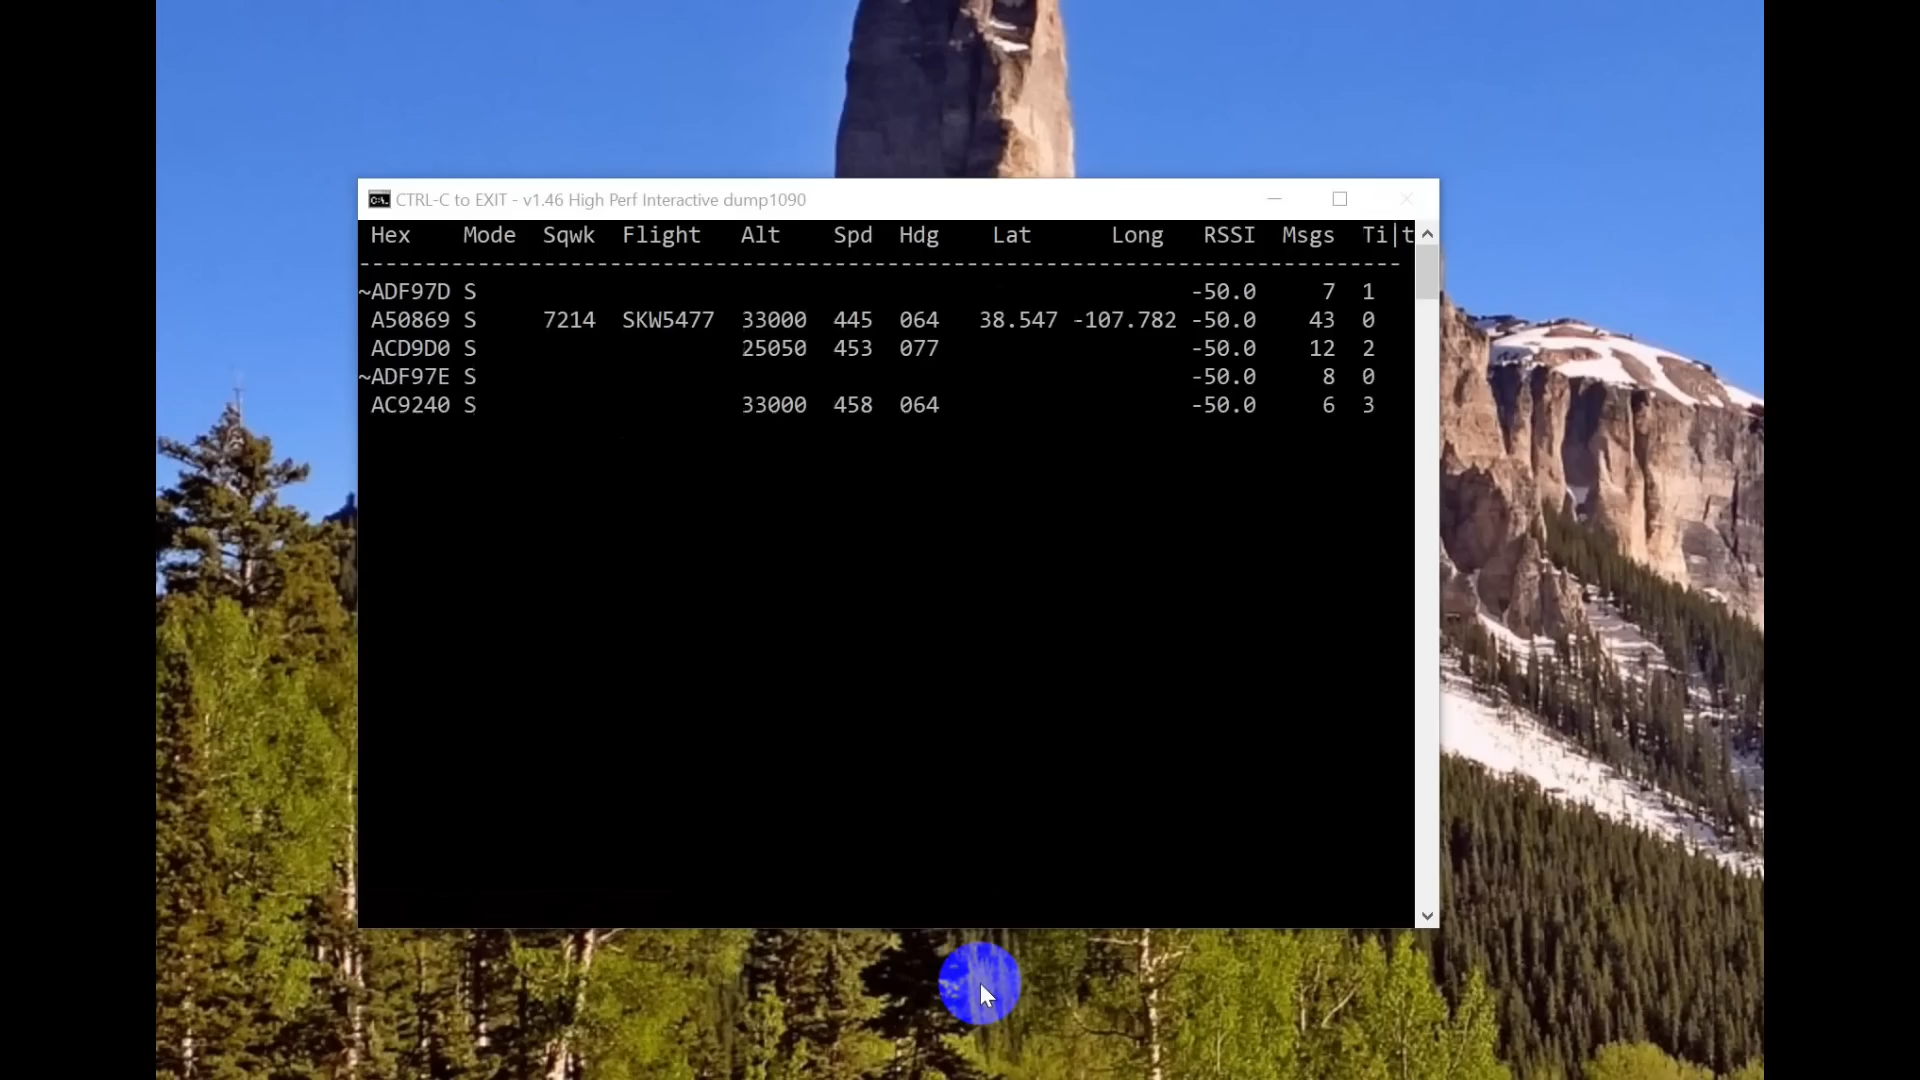 CTRL-C to EXIT - v1.46 High Perf Interactive dump1090
Hex Mode Sqwk Flight Alt Spd Hdg Lat Long RSSI Msgs Ti|t
--------------------------------------------------------------------------------
~ADF97D S -50.0 7 1
A50869 S 7214 SKW5477 33000 445 064 38.547 -107.782 -50.0 43 0
ACD9D0 S 25050 453 077 -50.0 12 2
~ADF97E S -50.0 8 0
AC9240 S 33000 458 064 -50.0 6 3